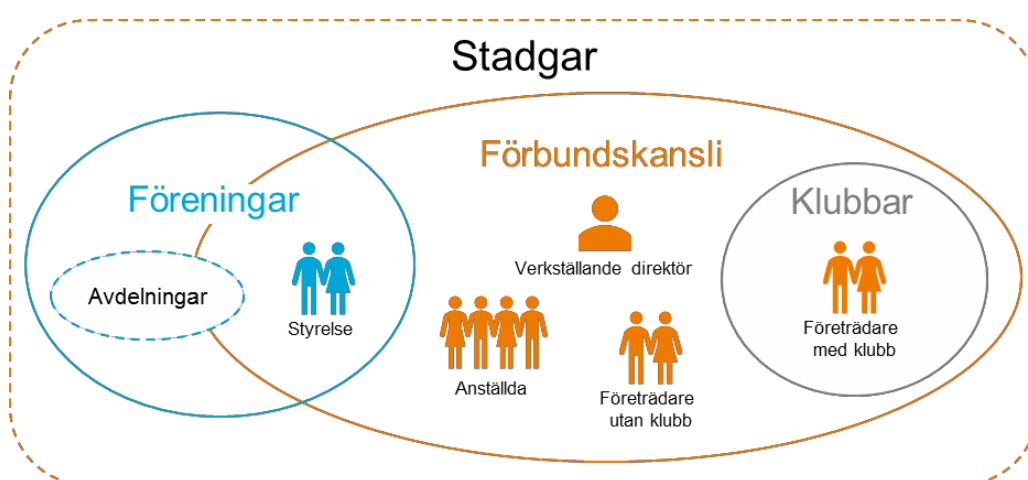 Stadgar
Förbundskansli
Föreningar
Klubbar
Verkställande direktör
Avdelningar
Styrelse
Företrädare
med klubb
Anställda
Företrädare
utan klubb